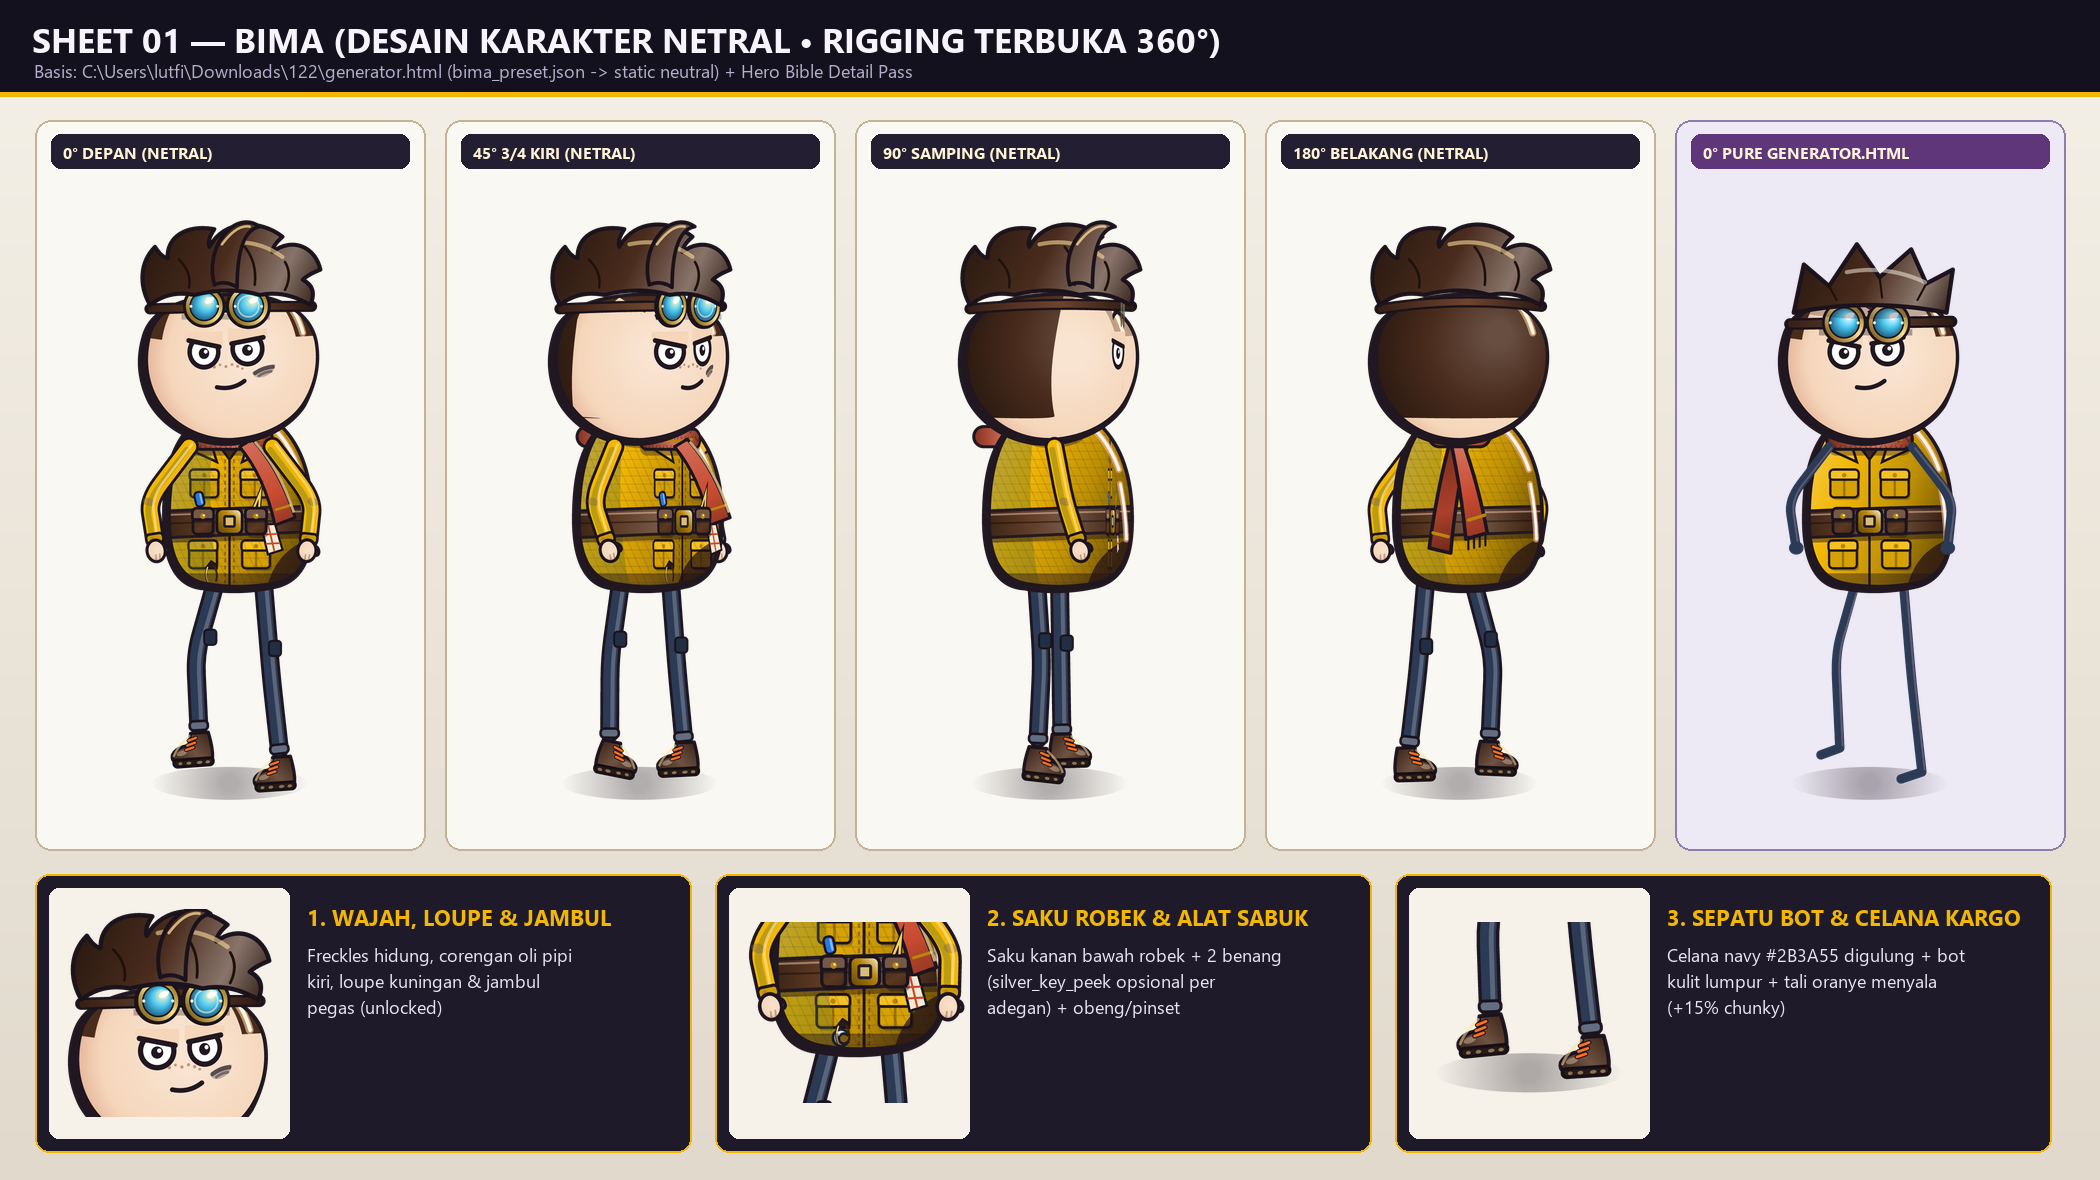 SHEET 01 — BIMA (DESAIN KARAKTER NETRAL • RIGGING TERBUKA 360°)
Basis: C:\Users\lutfi\Downloads\122\generator.html (bima_preset.json -> static neutral) + Hero Bible Detail Pass
0° DEPAN (NETRAL)
45° 3/4 KIRI (NETRAL)
90° SAMPING (NETRAL)
180° BELAKANG (NETRAL)
0° PURE GENERATOR.HTML
1. WAJAH, LOUPE & JAMBUL
Freckles hidung, corengan oli pipi
kiri, loupe kuningan & jambul
pegas (unlocked)
2. SAKU ROBEK & ALAT SABUK
Saku kanan bawah robek + 2 benang
(silver_key_peek opsional per
adegan) + obeng/pinset
3. SEPATU BOT & CELANA KARGO
Celana navy #2B3A55 digulung + bot
kulit lumpur + tali oranye menyala
(+15% chunky)